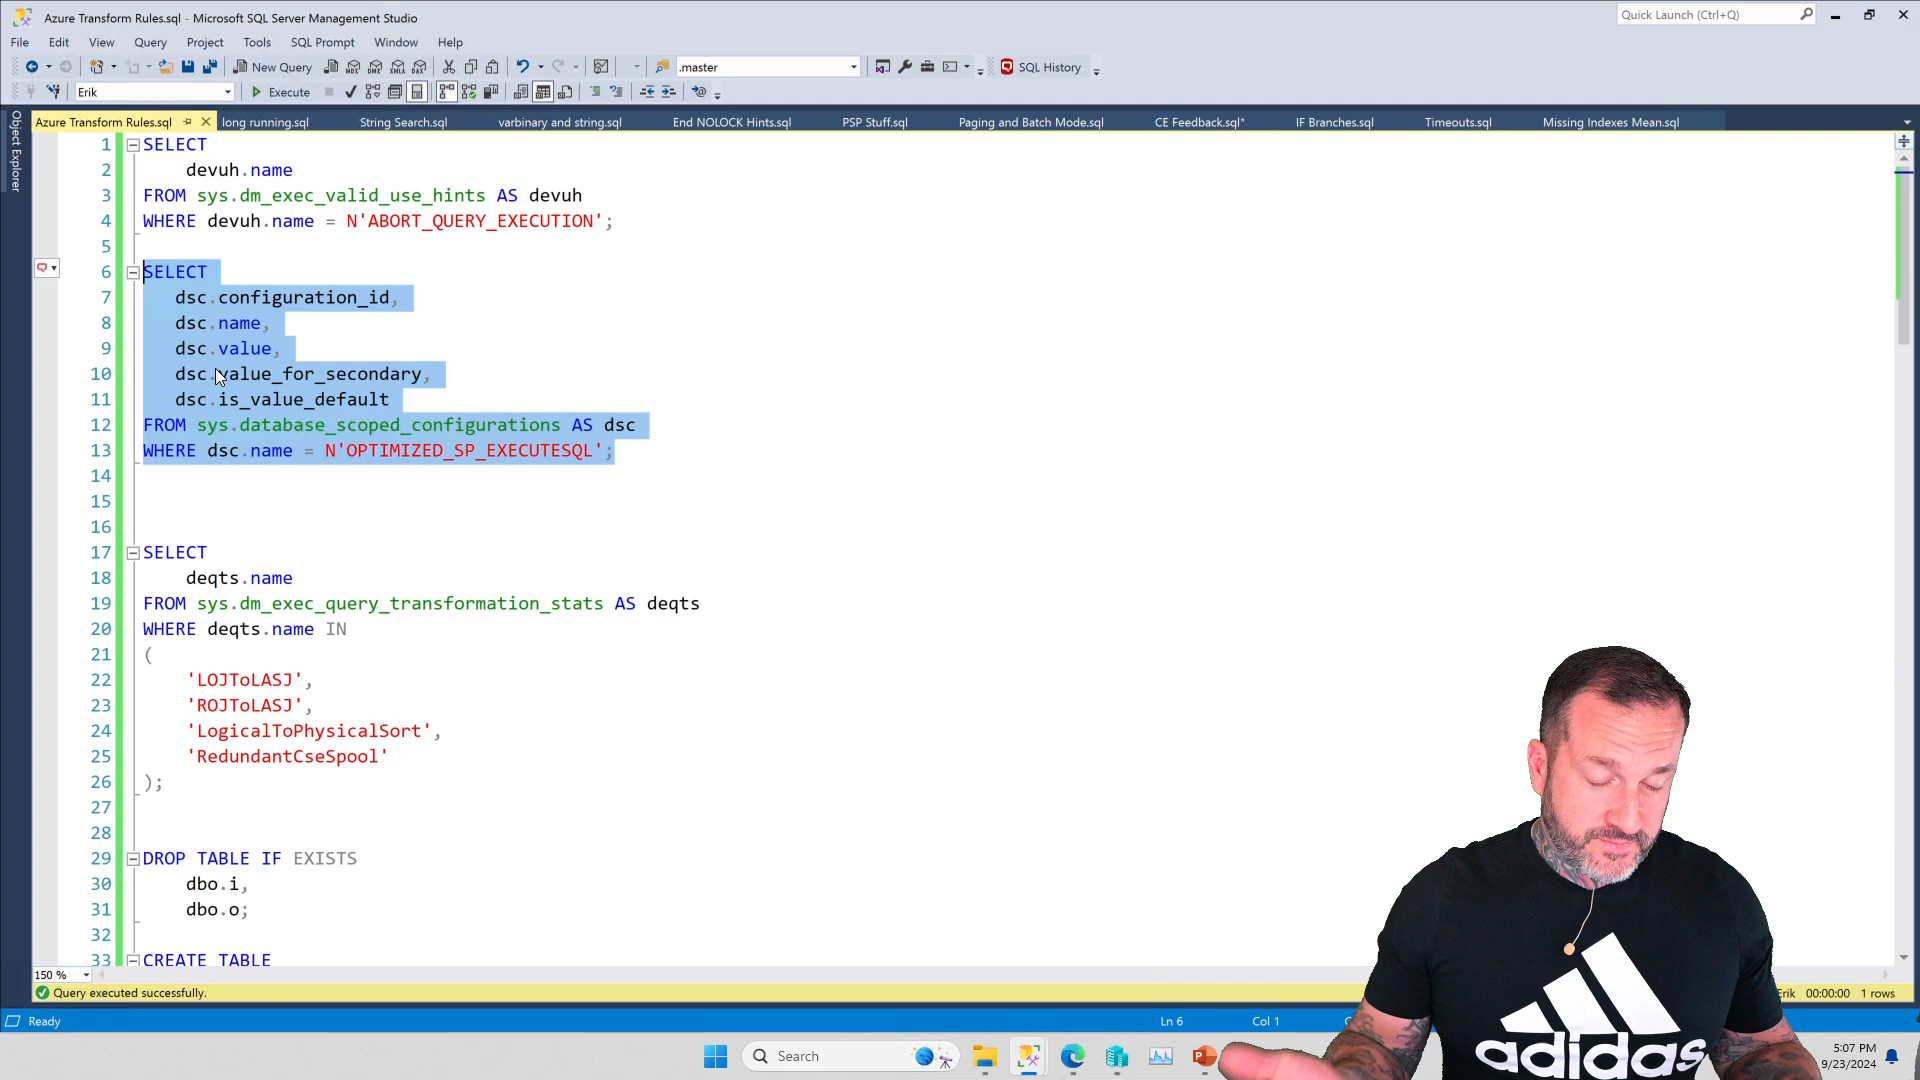 Azure Transform Rules.sql - Microsoft SQL Server Management Studio
Quick Launch (Ctrl+Q)
File Edit View Query Project Tools SQL Prompt Window Help
New Query MDX DMX XMLA DAX .master SQL History
Erik Execute
Azure Transform Rules.sql long running.sql String Search.sql varbinary and string.sql End NOLOCK Hints.sql PSP Stuff.sql Paging and Batch Mode.sql CE Feedback.sql* IF Branches.sql Timeouts.sql Missing Indexes Mean.sql
Object Explorer
1 SELECT
2 devuh.name
3 FROM sys.dm_exec_valid_use_hints AS devuh
4 WHERE devuh.name = N'ABORT_QUERY_EXECUTION';
5
6 SELECT
7 dsc.configuration_id,
8 dsc.name,
9 dsc.value,
10 dsc.value_for_secondary,
11 dsc.is_value_default
12 FROM sys.database_scoped_configurations AS dsc
13 WHERE dsc.name = N'OPTIMIZED_SP_EXECUTESQL';
14
15
16
17 SELECT
18 deqts.name
19 FROM sys.dm_exec_query_transformation_stats AS deqts
20 WHERE deqts.name IN
21 (
22 'LOJToLASJ',
23 'ROJToLASJ',
24 'LogicalToPhysicalSort',
25 'RedundantCseSpool'
26 );
27
28
29 DROP TABLE IF EXISTS
30 dbo.i,
31 dbo.o;
32
33 CREATE TABLE
150 %
Query executed successfully. Erik 00:00:00 1 rows
Ready Ln 6 Col 1
adidas
Search
5:07 PM
9/23/2024